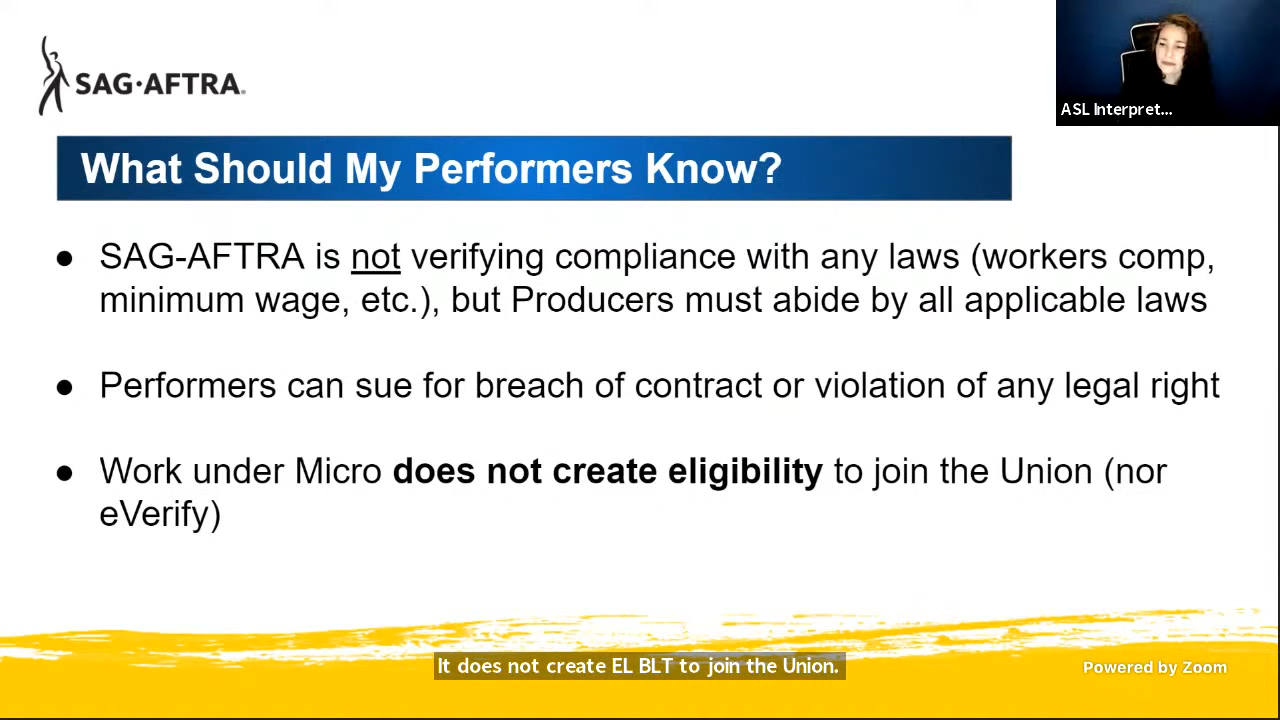 SAG·AFTRA.
ASL Interpret...
What Should My Performers Know?
● SAG-AFTRA is not verifying compliance with any laws (workers comp,
minimum wage, etc.), but Producers must abide by all applicable laws
● Performers can sue for breach of contract or violation of any legal right
● Work under Micro does not create eligibility to join the Union (nor
eVerify)
It does not create EL BLT to join the Union.
Powered by Zoom